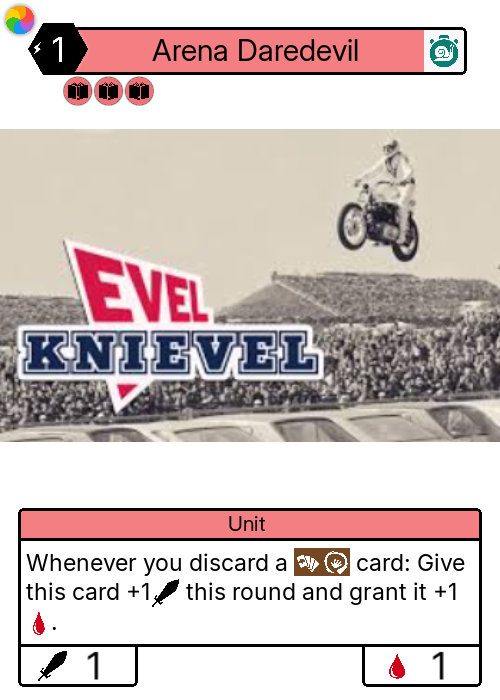 1
Arena Daredevil
EVEL
KNIEVEL
Unit
Whenever you discard a card: Give
this card +1 this round and grant it +1
.
1
1